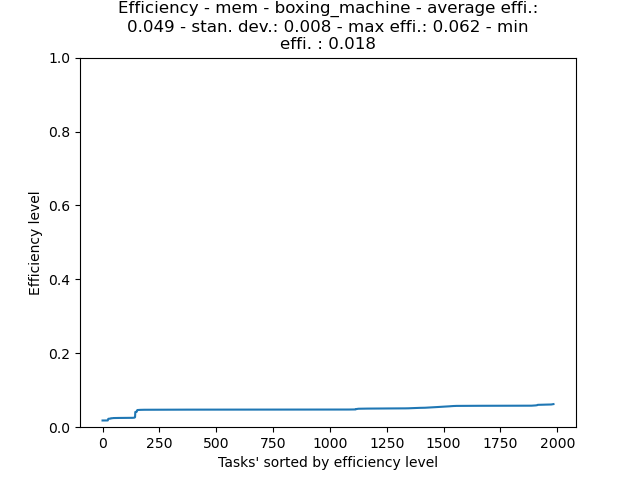 Efficiency - mem - boxing_machine - average effi.:
0.049 - stan. dev.: 0.008 - max effi.: 0.062 - min
effi. : 0.018
1.0
0.8
0.6
0.4
0.2
0.0
Efficiency level
0 250 500 750 1000 1250 1500 1750 2000
Tasks' sorted by efficiency level